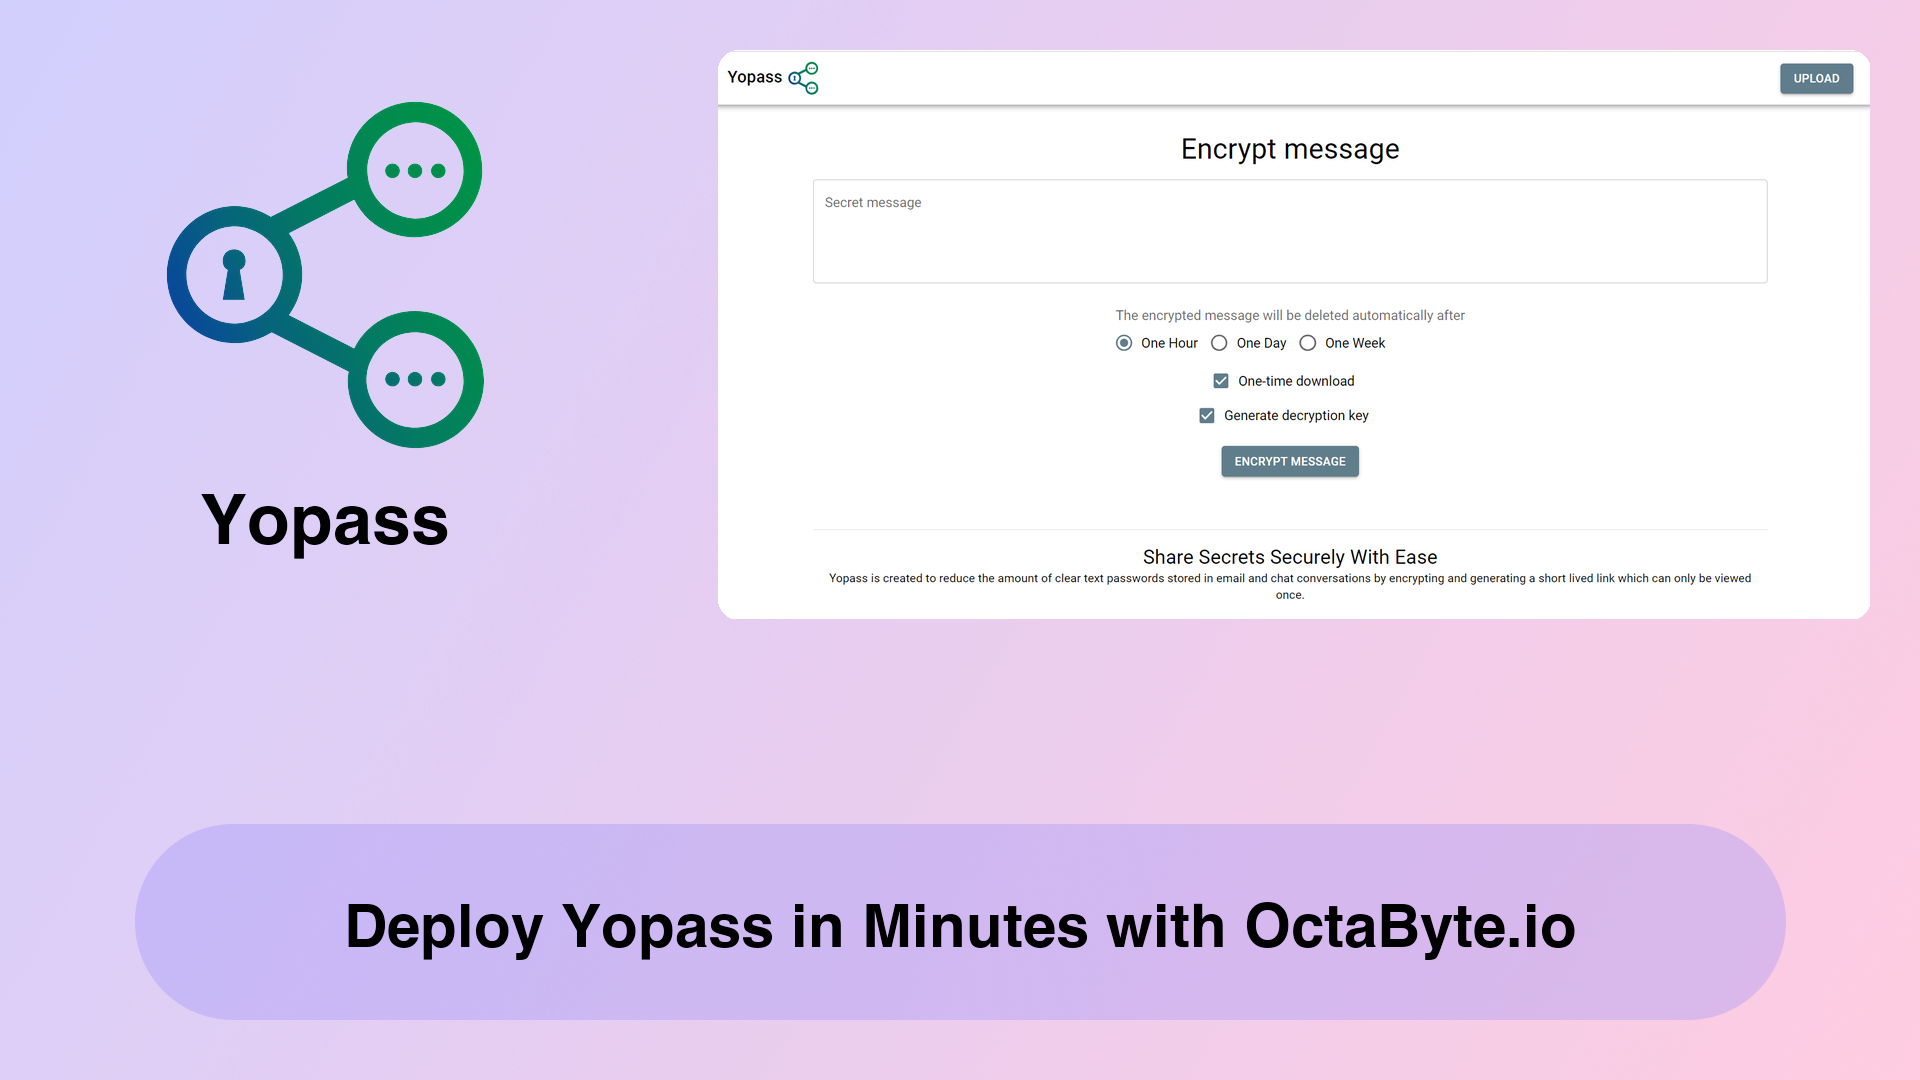 Yopass
Yopass
UPLOAD
Encrypt message
Secret message
The encrypted message will be deleted automatically after
One Hour One Day One Week
One-time download
Generate decryption key
ENCRYPT MESSAGE
Share Secrets Securely With Ease
Yopass is created to reduce the amount of clear text passwords stored in email and chat conversations by encrypting and generating a short lived link which can only be viewed
once.
Deploy Yopass in Minutes with OctaByte.io